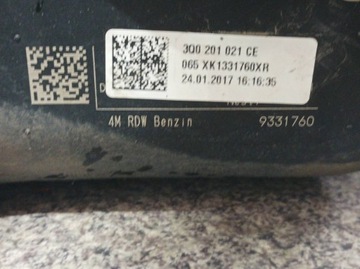 3Q0 201 021 CE
065 XK1331760XR
24.01.2017 16:16:35
4M RDW Benzin
9331760